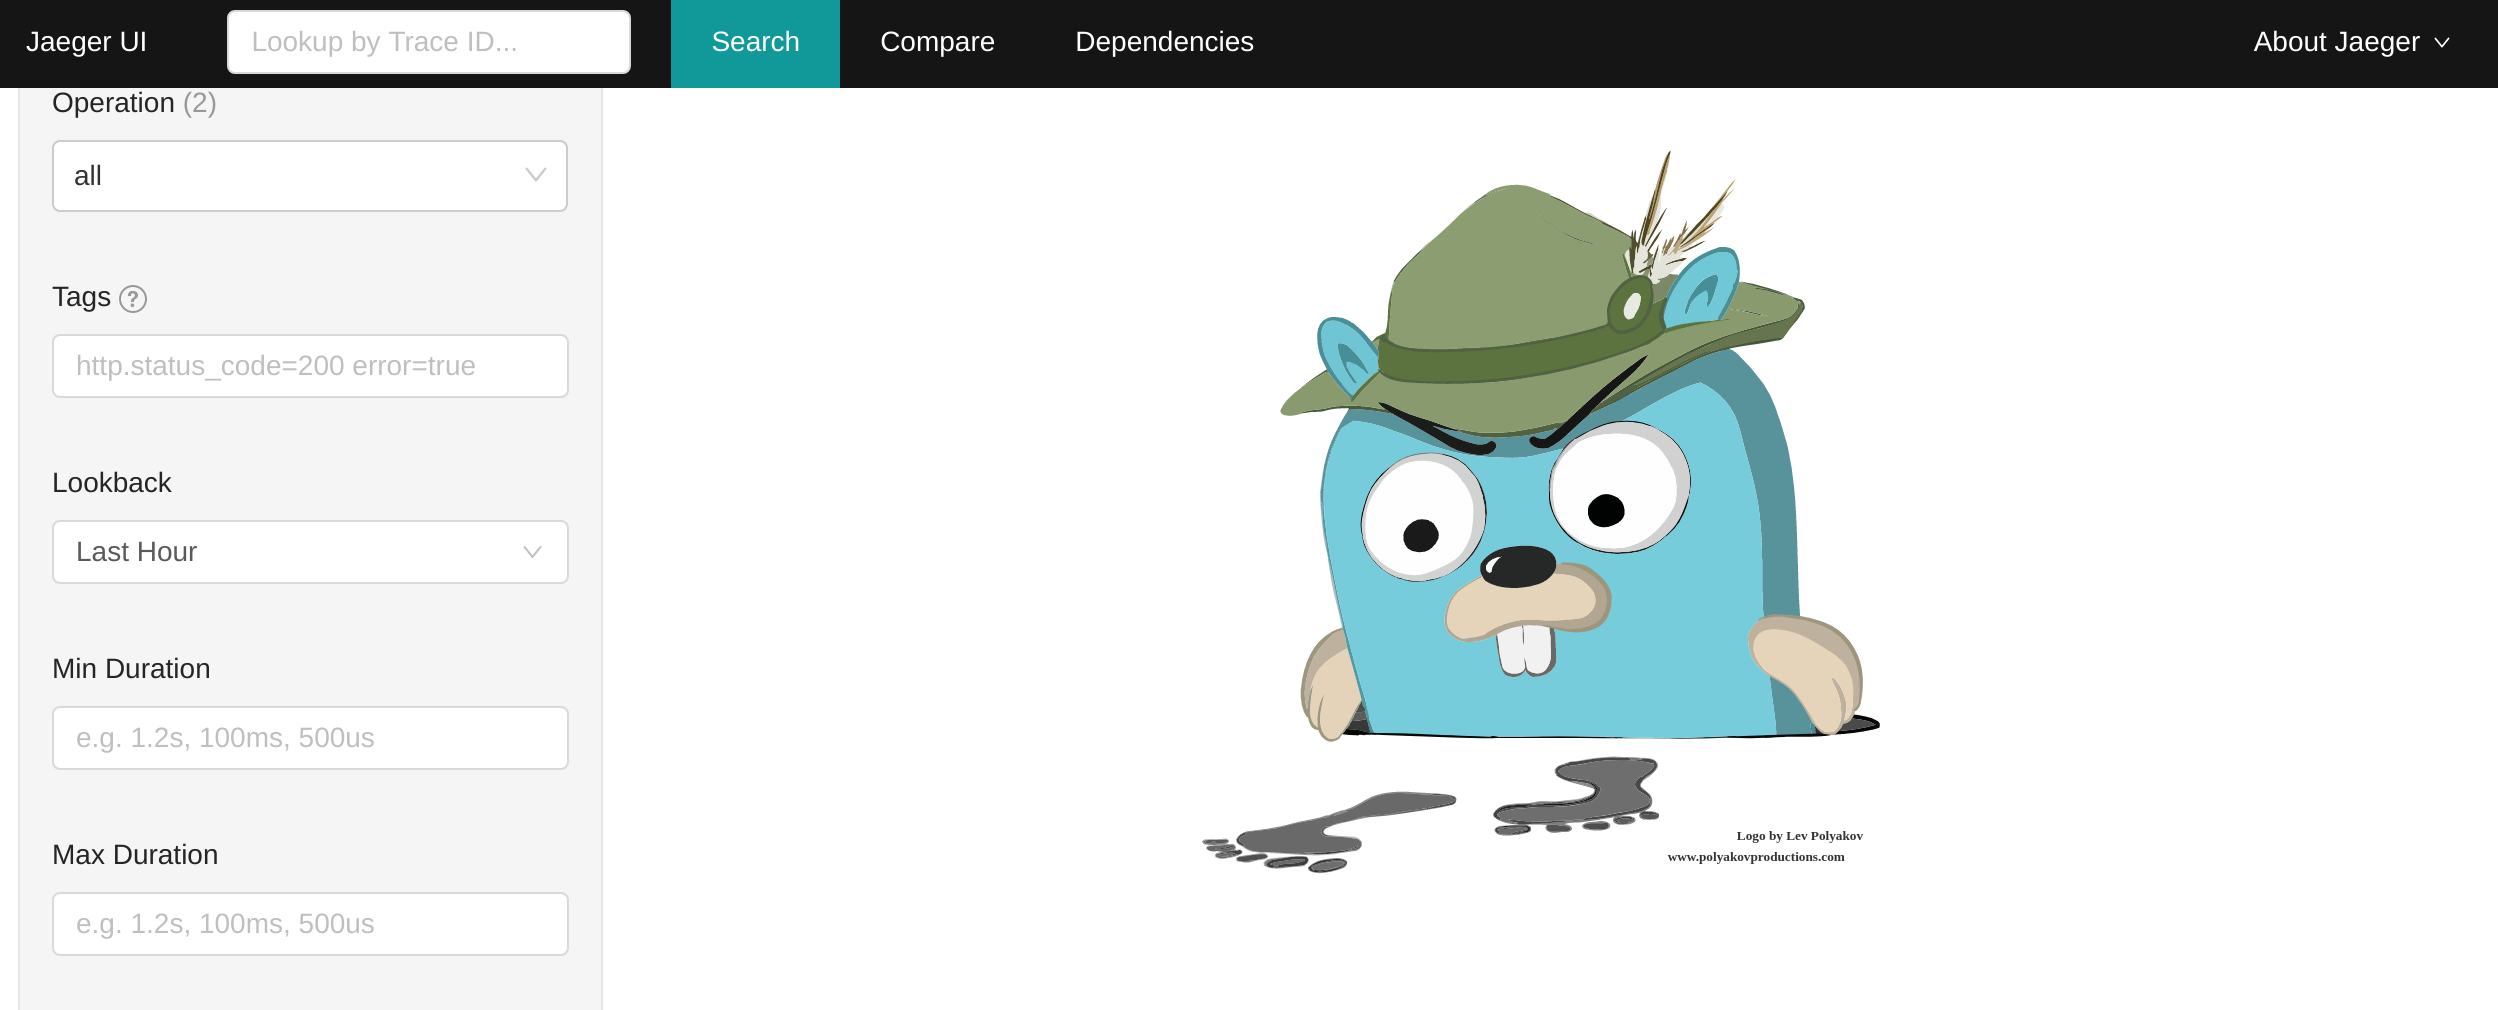 Jaeger UI
Lookup by Trace ID...
Search
Compare
Dependencies
About Jaeger
Operation (2)
all
Tags ?
http.status_code=200 error=true
Lookback
Last Hour
Min Duration
e.g. 1.2s, 100ms, 500us
Max Duration
e.g. 1.2s, 100ms, 500us
Logo by Lev Polyakov
www.polyakovproductions.com